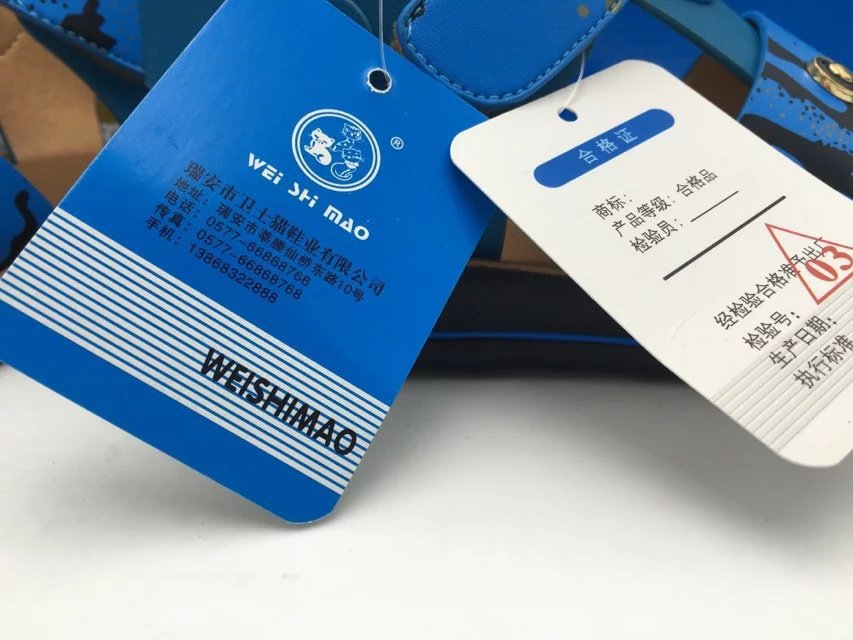 ®
WEi SHi MAO
瑞安市卫士猫鞋业有限公司
地址：瑞安市莘塍仙桥东路10号
电话：0577-66868766
传真：0577-66868768
手机：13868322888
WEISHIMAO
合格证
商标：
产品等级：合格品
检验员：
经检验合格准予出厂
03
检验号：
生产日期：
执行标准